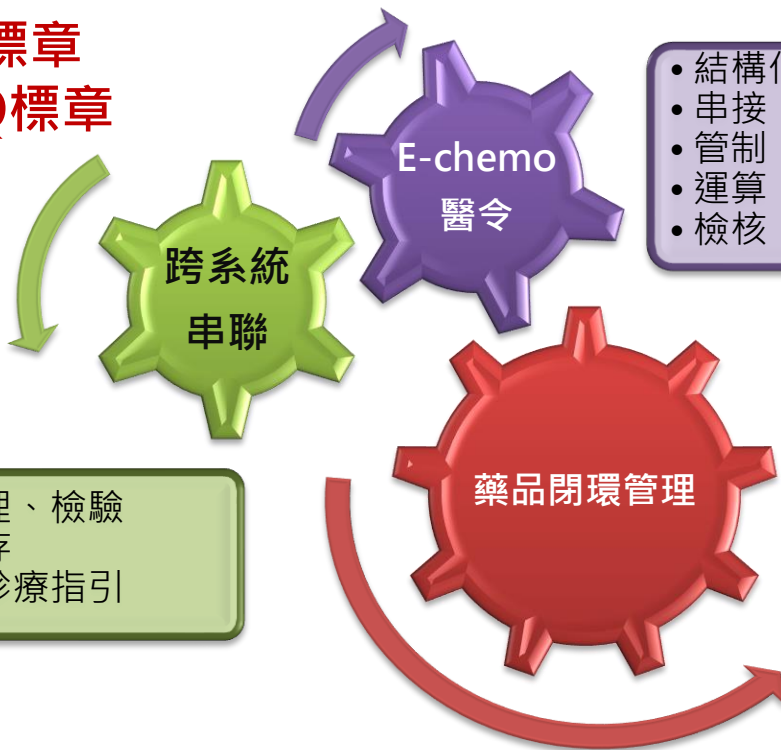 標章
標章
E-chemo
醫令
• 結構
• 串接
• 管制
• 運算
• 檢核
跨系統
串聯
、檢驗
療指引
藥品閉環管理